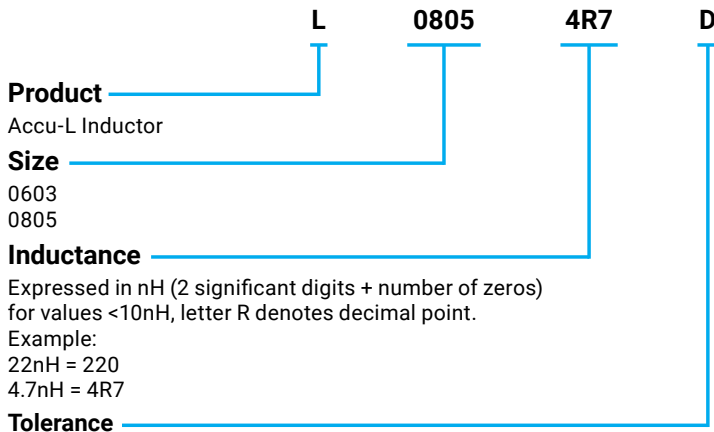 L 0805 4R7 D
Product
Accu-L Inductor
Size
0603
0805
Inductance
Expressed in nH (2 significant digits + number of zeros)
for values <10nH, letter R denotes decimal point.
Example:
22nH = 220
4.7nH = 4R7
Tolerance